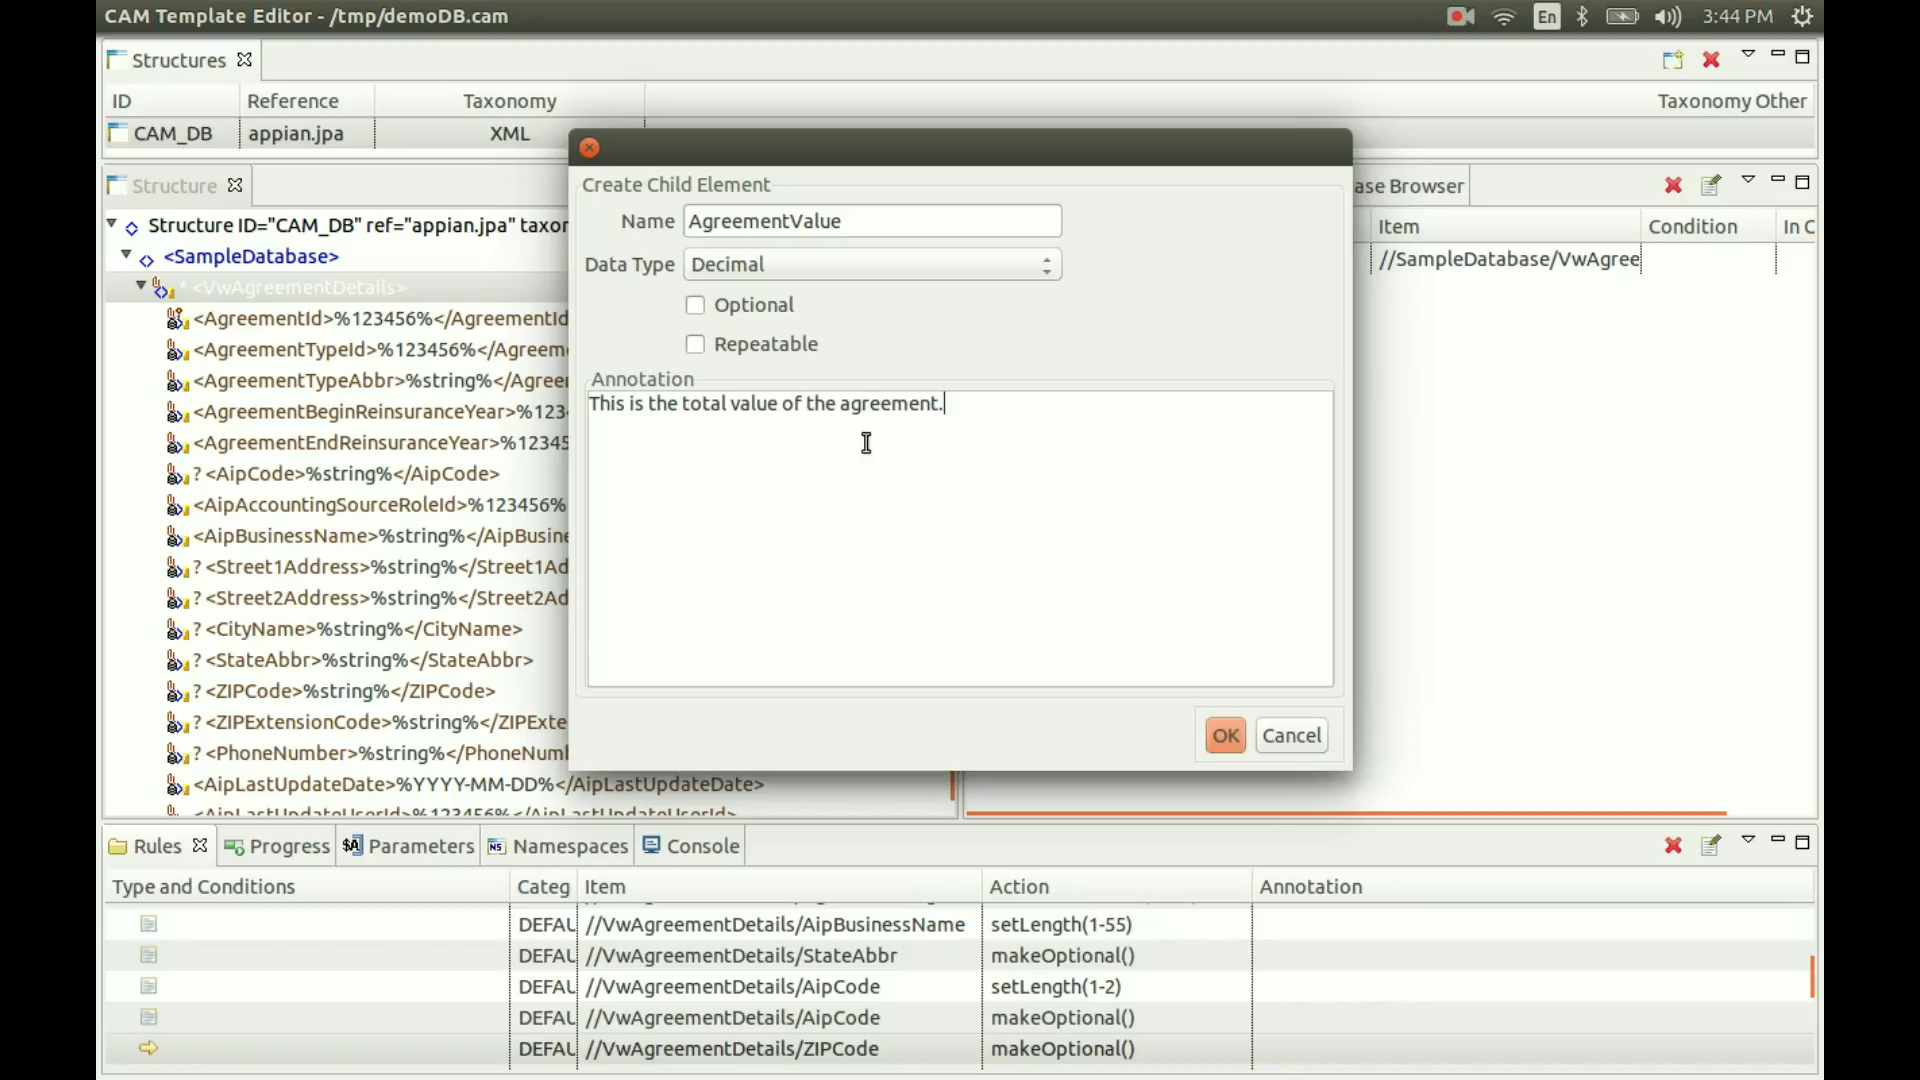 CAM Template Editor - /tmp/demoDB.cam
En
3:44 PM
Structures
ID Reference Taxonomy Taxonomy Other
CAM_DB appian.jpa XML
Structure
Structure ID="CAM_DB" ref="appian.jpa" taxor
<SampleDatabase>
* <VwAgreementDetails>
<AgreementId>%123456%</AgreementId
<AgreementTypeId>%123456%</Agreem
<AgreementTypeAbbr>%string%</Agree
<AgreementBeginReinsuranceYear>%123
<AgreementEndReinsuranceYear>%12345
? <AipCode>%string%</AipCode>
<AipAccountingSourceRoleId>%123456%
<AipBusinessName>%string%</AipBusine
? <Street1Address>%string%</Street1Ad
? <Street2Address>%string%</Street2Ad
? <CityName>%string%</CityName>
? <StateAbbr>%string%</StateAbbr>
? <ZIPCode>%string%</ZIPCode>
? <ZIPExtensionCode>%string%</ZIPExte
? <PhoneNumber>%string%</PhoneNuml
<AipLastUpdateDate>%YYYY-MM-DD%</AipLastUpdateDate>
<AipLastUpdateUserId>%123456%</AipLastUpdateUserId>
Create Child Element
Name AgreementValue
Data Type Decimal
Optional
Repeatable
Annotation
This is the total value of the agreement.
OK Cancel
ase Browser
Item Condition In C
//SampleDatabase/VwAgree
Rules Progress Parameters Namespaces Console
Type and Conditions Categ Item Action Annotation
DEFAU //VwAgreementDetails/AipBusinessName setLength(1-55)
DEFAU //VwAgreementDetails/StateAbbr makeOptional()
DEFAU //VwAgreementDetails/AipCode setLength(1-2)
DEFAU //VwAgreementDetails/AipCode makeOptional()
DEFAU //VwAgreementDetails/ZIPCode makeOptional()